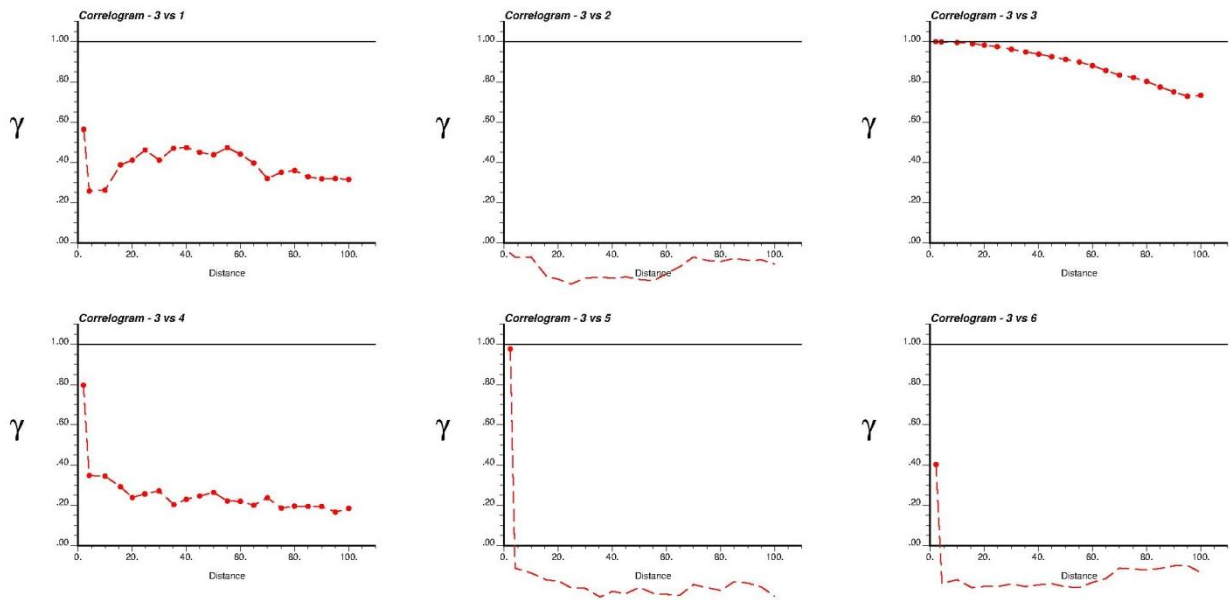 Correlogram - 3 vs 1
1.00
.80
.60
.40
.20
.00
γ
0. 20. 40. 60. 80. 100.
Distance
Correlogram - 3 vs 2
1.00
.80
.60
.40
.20
.00
γ
0. 20. 40. 60. 80. 100.
Distance
Correlogram - 3 vs 3
1.00
.80
.60
.40
.20
.00
γ
0. 20. 40. 60. 80. 100.
Distance
Correlogram - 3 vs 4
1.00
.80
.60
.40
.20
.00
γ
0. 20. 40. 60. 80. 100.
Distance
Correlogram - 3 vs 5
1.00
.80
.60
.40
.20
.00
γ
0. 20. 40. 60. 80. 100.
Distance
Correlogram - 3 vs 6
1.00
.80
.60
.40
.20
.00
γ
0. 20. 40. 60. 80. 100.
Distance